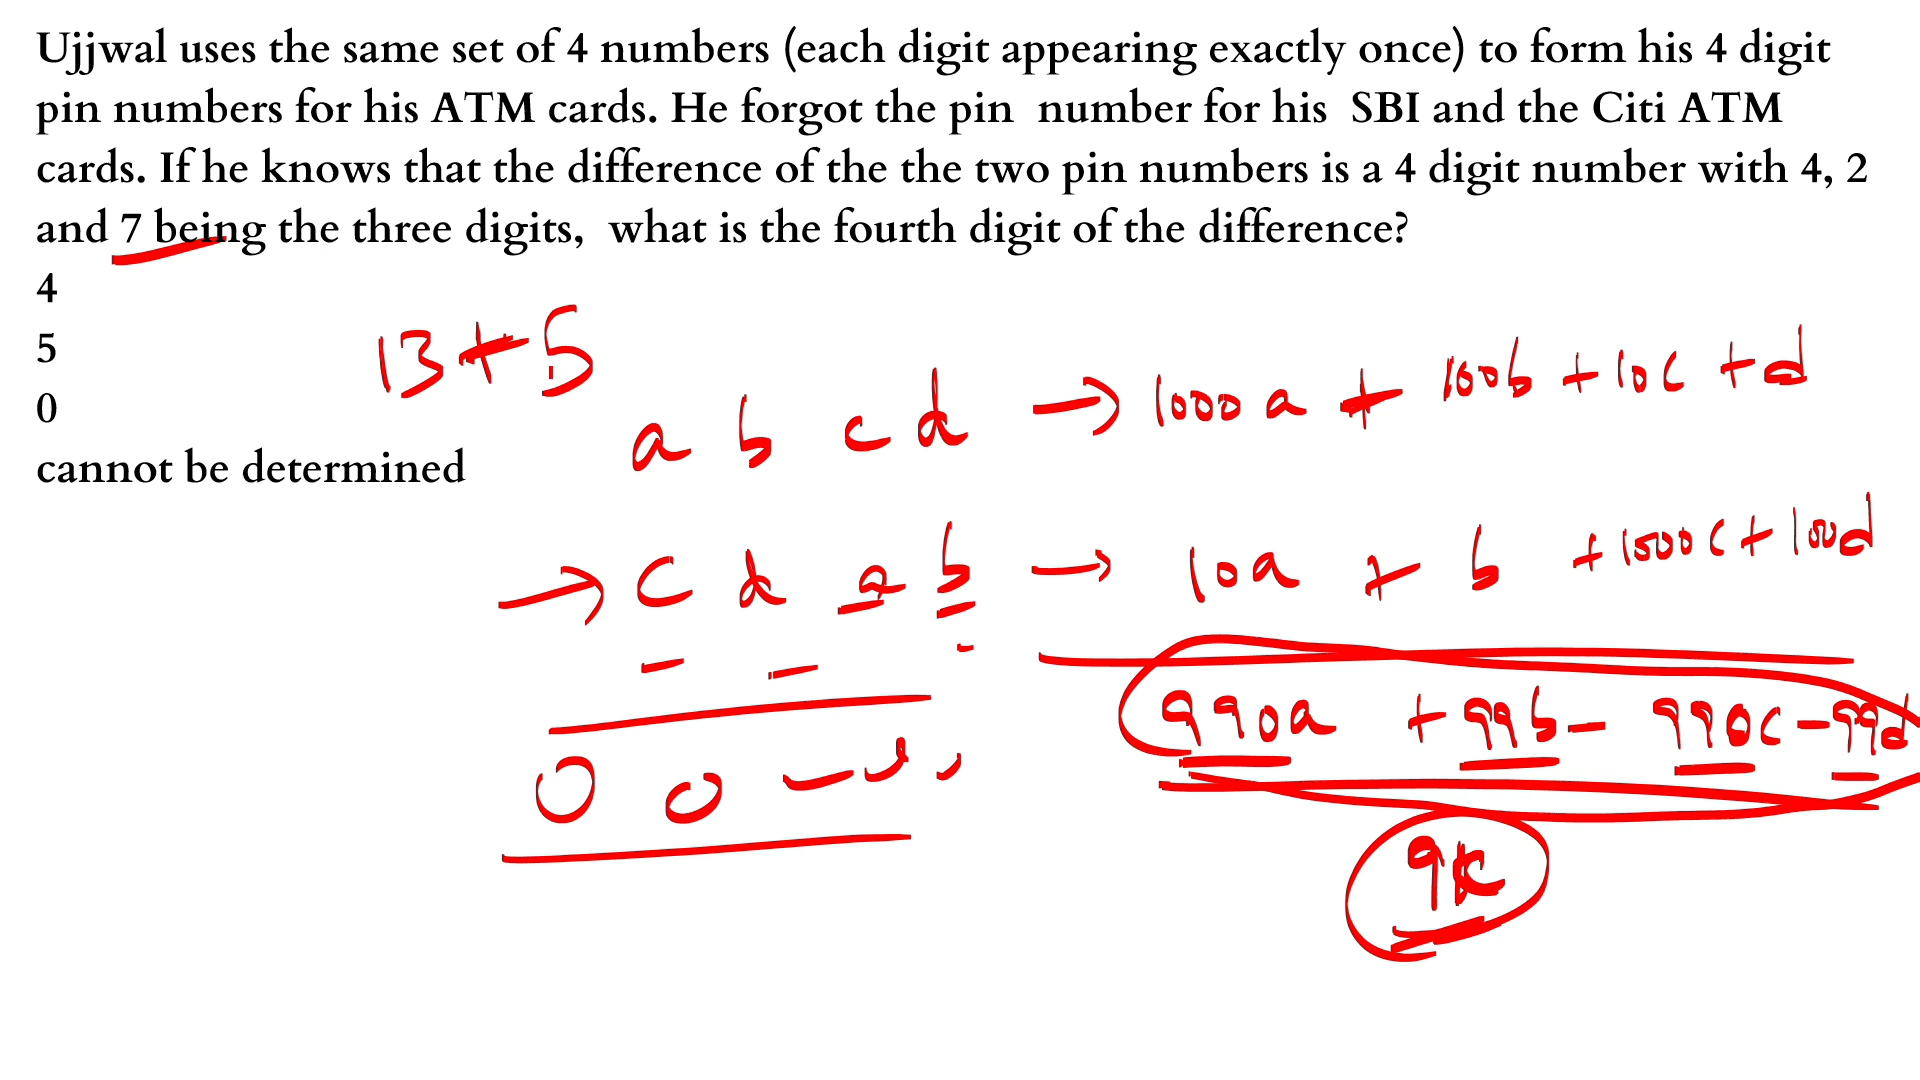 Ujjwal uses the same set of 4 numbers (each digit appearing exactly once) to form his 4 digit
pin numbers for his ATM cards. He forgot the pin number for his SBI and the Citi ATM
cards. If he knows that the difference of the the two pin numbers is a 4 digit number with 4, 2
and 7 being the three digits, what is the fourth digit of the difference?
4
5
0
cannot be determined
13+5
a b c d → 1000a + 100b + 10c + d
→ c d a b → 10a + b + 1000c + 100d
990a + 99b - 990c - 99d
0 0
9k